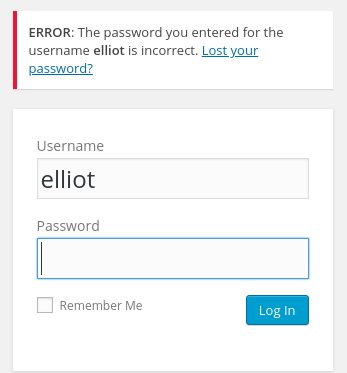 ERROR: The password you entered for the
username elliot is incorrect. Lost your
password?
Username
elliot
Password
Remember Me
Log In